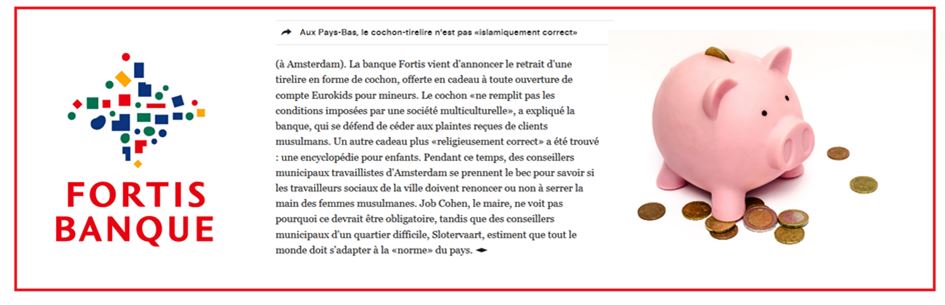 FORTIS
BANQUE
Aux Pays-Bas, le cochon-tirelire n'est pas «islamiquement correct»
(à Amsterdam). La banque Fortis vient d'annoncer le retrait d'une
tirelire en forme de cochon, offerte en cadeau à toute ouverture de
compte Eurokids pour mineurs. Le cochon «ne remplit pas les
conditions imposées par une société multiculturelle», a expliqué la
banque, qui se défend de céder aux plaintes reçues de clients
musulmans. Un autre cadeau plus «religieusement correct» a été trouvé
: une encyclopédie pour enfants. Pendant ce temps, des conseillers
municipaux travaillistes d'Amsterdam se prennent le bec pour savoir si
les travailleurs sociaux de la ville doivent renoncer ou non à serrer la
main des femmes musulmanes. Job Cohen, le maire, ne voit pas
pourquoi ce devrait être obligatoire, tandis que des conseillers
municipaux d'un quartier difficile, Slotervaart, estiment que tout le
monde doit s'adapter à la «norme» du pays.